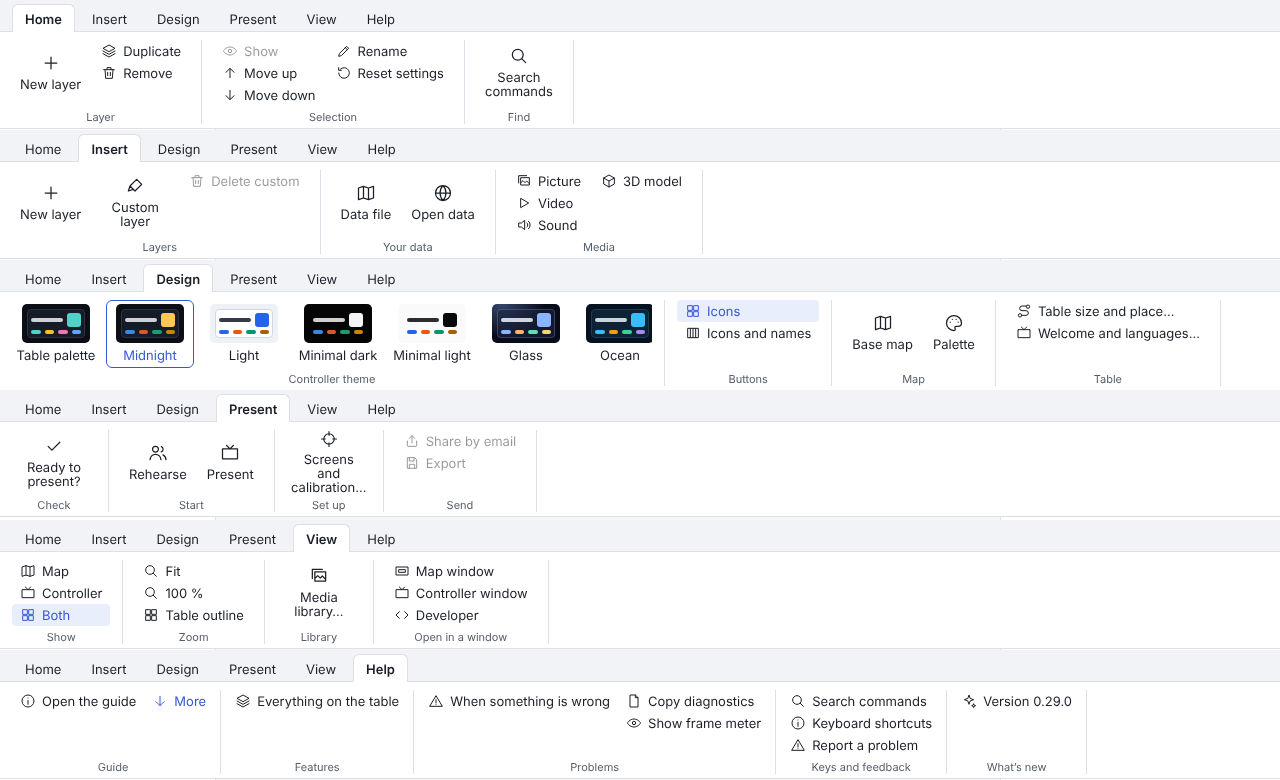 Home Insert Design Present View Help
New layer
Duplicate
Remove
Layer
Show
Move up
Move down
Rename
Reset settings
Selection
Search
commands
Find
Home Insert Design Present View Help
New layer
Custom
layer
Delete custom
Layers
Data file
Open data
Your data
Picture
Video
Sound
3D model
Media
Home Insert Design Present View Help
Table palette
Midnight
Light
Minimal dark
Minimal light
Glass
Ocean
Controller theme
Icons
Icons and names
Buttons
Base map
Palette
Map
Table size and place...
Welcome and languages...
Table
Home Insert Design Present View Help
Ready to
present?
Check
Rehearse
Present
Start
Screens
and
calibration...
Set up
Share by email
Export
Send
Home Insert Design Present View Help
Map
Controller
Both
Show
Fit
100 %
Table outline
Zoom
Media
library...
Library
Map window
Controller window
Developer
Open in a window
Home Insert Design Present View Help
Open the guide
More
Guide
Everything on the table
Features
When something is wrong
Copy diagnostics
Show frame meter
Problems
Search commands
Keyboard shortcuts
Report a problem
Keys and feedback
Version 0.29.0
What's new